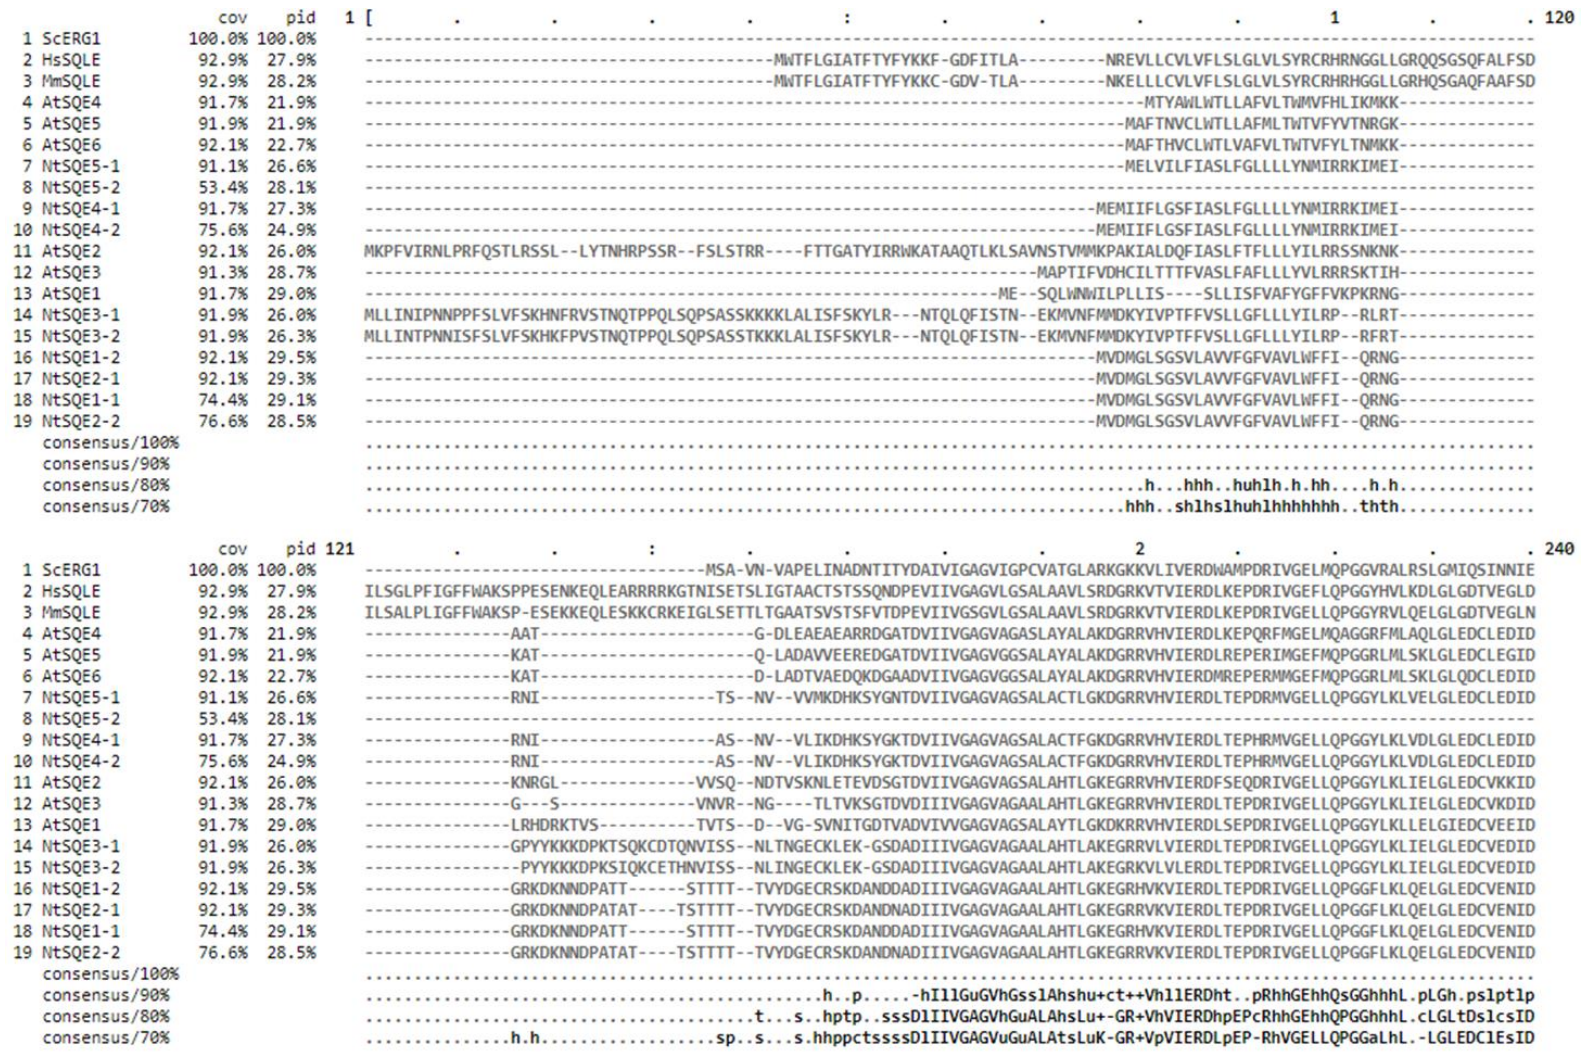 cov pid 1 [ . . . . : . . . . 1 . . 120
1 ScERG1 100.0% 100.0% ------------------------------------------------------------------------------------------------------------------------
2 HsSQLE 92.9% 27.9% ------------------------------------------MWTFLGIATFTYFYKKF-GDFITLA---------NREVLLCVLVFLSLGLVLSYRCRHRNGGLLGRQQSGSQFALFSD
3 MmSQLE 92.9% 28.2% ------------------------------------------MWTFLGIATFTYFYKKC-GDV-TLA---------NKELLLCVLVFLSLGLVLSYRCRHRHGGLLGRHQSGAQFAAFSD
4 AtSQE4 91.7% 21.9% --------------------------------------------------------------------------------MTYAWLWTLLAFVLTWMVFHLIKMKK--------------
5 AtSQE5 91.9% 21.9% ------------------------------------------------------------------------------MAFTNVCLWTLLAFMLTWTVFYVTNRGK--------------
6 AtSQE6 92.1% 22.7% ------------------------------------------------------------------------------MAFTHVCLWTLVAFVLTWTVFYLTNMKK--------------
7 NtSQE5-1 91.1% 26.6% ------------------------------------------------------------------------------MELVILFIASLFGLLLLYNMIRRKIMEI--------------
8 NtSQE5-2 53.4% 28.1% ------------------------------------------------------------------------------------------------------------------------
9 NtSQE4-1 91.7% 27.3% ---------------------------------------------------------------------------MEMIIFLGSFIASLFGLLLLYNMIRRKIMEI--------------
10 NtSQE4-2 75.6% 24.9% ---------------------------------------------------------------------------MEMIIFLGSFIASLFGLLLLYNMIRRKIMEI--------------
11 AtSQE2 92.1% 26.0% MKPFVIRNLPRFQSTLRSSL--LYTNHRPSSR--FSLSTRR----FTTGATYIRRWKATAAQTLKLSAVNSTVMMKPAKIALDQFIASLFTFLLLYILRRSSNKNK--------------
12 AtSQE3 91.3% 28.7% ---------------------------------------------------------------------MAPTIFVDHCILTTTFVASLFAFLLLYVLRRRSKTIH--------------
13 AtSQE1 91.7% 29.0% -----------------------------------------------------------------ME--SQLWNWILPLLIS----SLLISFVAFYGFFVKPKRNG--------------
14 NtSQE3-1 91.9% 26.0% MLLINIPNNPPFSLVFSKHNFRVSTNQTPPQLSQPSASSKKKKLALISFSKYLR---NTQLQFISTN--EKMVNFMMDKYIVPTFFVSLLGFLLLYILRP--RLRT--------------
15 NtSQE3-2 91.9% 26.3% MLLINTPNNISFSLVFSKHKFPVSTNQTPPQLSQPSASSTKKKLALISFSKYLR---NTQLQFISTN--EKMVNFMMDKYIVPTFFVSLLGFLLLYILRP--RFRT--------------
16 NtSQE1-2 92.1% 29.5% ---------------------------------------------------------------------------MVDMGLSGSVLAVVFGFVAVLWFFI--QRNG--------------
17 NtSQE2-1 92.1% 29.3% ---------------------------------------------------------------------------MVDMGLSGSVLAVVFGFVAVLWFFI--QRNG--------------
18 NtSQE1-1 74.4% 29.1% ---------------------------------------------------------------------------MVDMGLSGSVLAVVFGFVAVLWFFI--QRNG--------------
19 NtSQE2-2 76.6% 28.5% ---------------------------------------------------------------------------MVDMGLSGSVLAVVFGFVAVLWFFI--QRNG--------------
consensus/100% ........................................................................................................................
consensus/90% ........................................................................................................................
consensus/80% ................................................................................h...hhh..huhlh.h.hh....h.h..............
consensus/70% ..............................................................................hhh..shlhslhuhlhhhhhhh..thth..............
cov pid 121 . . : . . . . 2 . . . . 240
1 ScERG1 100.0% 100.0% -----------------------------------MSA-VN-VAPELINADNTITYDAIVIGAGVIGPCVATGLARKGKKVLIVERDWAMPDRIVGELMQPGGVRALRSLGMIQSINNIE
2 HsSQLE 92.9% 27.9% ILSGLPFIGFFWAKSPPESENKEQLEARRRRKGTNISETSLIGTAACTSTSSQNDPEVIIVGAGVLGSALAAVLSRDGRKVTVIERDLKEPDRIVGEFLQPGGYHVLKDLGLGDTVEGLD
3 MmSQLE 92.9% 28.2% ILSALPLIGFFWAKSP-ESEKKEQLESKKCRKEIGLSETTLTGAATSVSTSFVTDPEVIIVGSGVLGSALAAVLSRDGRKVTVIERDLKEPDRIVGELLQPGGYRVLQELGLGDTVEGLN
4 AtSQE4 91.7% 21.9% ---------------AAT----------------------G-DLEAEAEARRDGATDVIIVGAGVAGASLAYALAKDGRRVHVIERDLKEPQRFMGELMQAGGRFMLAQLGLEDCLEDID
5 AtSQE5 91.9% 21.9% ---------------KAT----------------------Q-LADAVVEEREDGATDVIIVGAGVGGSALAYALAKDGRRVHVIERDLREPERIMGEFMQPGGRLMLSKLGLEDCLEGID
6 AtSQE6 92.1% 22.7% ---------------KAT----------------------D-LADTVAEDQKDGAADVIIVGAGVGGSALAYALAKDGRRVHVIERDMREPERMMGEFMQPGGRLMLSKLGLQDCLEDID
7 NtSQE5-1 91.1% 26.6% ---------------RNI------------------TS--NV--VVMKDHKSYGNTDVIIVGAGVAGSALACTLGKDGRRVHVIERDLTEPDRMVGELLQPGGYLKLVELGLEDCLEDID
8 NtSQE5-2 53.4% 28.1% ------------------------------------------------------------------------------------------------------------------------
9 NtSQE4-1 91.7% 27.3% ---------------RNI------------------AS--NV--VLIKDHKSYGKTDVIIVGAGVAGSALACTFGKDGRRVHVIERDLTEPHRMVGELLQPGGYLKLVDLGLEDCLEDID
10 NtSQE4-2 75.6% 24.9% ---------------RNI------------------AS--NV--VLIKDHKSYGKTDVIIVGAGVAGSALACTFGKDGRRVHVIERDLTEPHRMVGELLQPGGYLKLVDLGLEDCLEDID
11 AtSQE2 92.1% 26.0% ---------------KNRGL--------------VVSQ--NDTVSKNLETEVDSGTDVIIVGAGVAGSALAHTLGKEGRRVHVIERDFSEQDRIVGELLQPGGYLKLIELGLEDCVKKID
12 AtSQE3 91.3% 28.7% ---------------G---S--------------VNVR--NG----TLTVKSGTDVDIIIVGAGVAGAALAHTLGKEGRRVHVIERDLTEPDRIVGELLQPGGYLKLIELGLEDCVKDID
13 AtSQE1 91.7% 29.0% ---------------LRHDRKTVS----------TVTS--D--VG-SVNITGDTVADVIVVGAGVAGSALAYTLGKDKRRVHVIERDLSEPDRIVGELLQPGGYLKLLELGIEDCVEEID
14 NtSQE3-1 91.9% 26.0% ---------------GPYYKKKDPKTSQKCDTQNVISS--NLTNGECKLEK-GSDADIIIVGAGVAGAALAHTLAKEGRRVLVIERDLTEPDRIVGELLQPGGYLKLIELGLEDCVEDID
15 NtSQE3-2 91.9% 26.3% ----------------PYYKKKDPKSIQKCETHNVISS--NLINGECKLEK-GSDADIIIVGAGVAGAALAHTLAKEGRKVLVLERDLTEPDRIVGELLQPGGYLKLIELGLEDCVEDID
16 NtSQE1-2 92.1% 29.5% ---------------GRKDKNNDPATT------STTTT--TVYDGECRSKDANDDADIIIVGAGVAGAALAHTLGKEGRHVKVIERDLTEPDRIVGELLQPGGFLKLQELGLEDCVENID
17 NtSQE2-1 92.1% 29.3% ---------------GRKDKNNDPATAT----TSTTTT--TVYDGECRSKDANDNADIIIVGAGVAGAALAHTLGKEGRRVKVIERDLTEPDRIVGELLQPGGFLKLQELGLEDCVENID
18 NtSQE1-1 74.4% 29.1% ---------------GRKDKNNDPATT------STTTT--TVYDGECRSKDANDDADIIIVGAGVAGAALAHTLGKEGRHVKVIERDLTEPDRIVGELLQPGGFLKLQELGLEDCVENID
19 NtSQE2-2 76.6% 28.5% ---------------GRKDKNNDPATAT----TSTTTT--TVYDGECRSKDANDNADIIIVGAGVAGAALAHTLGKEGRRVKVIERDLTEPDRIVGELLQPGGFLKLQELGLEDCVENID
consensus/100% ........................................................................................................................
consensus/90% ...............................................h..p.....-hIllGuGVhGsslAhshu+ct++VhllERDht..pRhhGEhhQsGGhhhL.pLGh.pslptlp
consensus/80% ........................................t...s..hptp..sssDlIIVGAGVhGuALAhsLu+-GR+VhVIERDhpEPcRhhGEhhQPGGhhhL.cLGLtDslcsID
consensus/70% ...............h.h..................sp..s...s.hhppctssssDlIIVGAGVuGuALAtsLuK-GR+VpVIERDLpEP-RhVGELLQPGGaLhL.-LGLEDClEsID